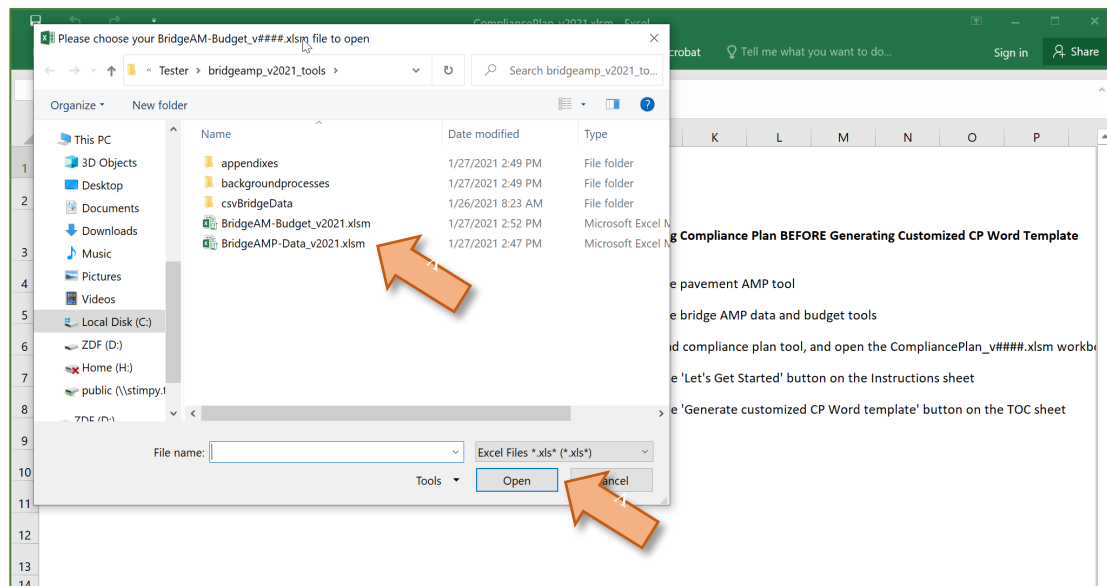 CompliancePlan_v2021.xlsm - Excel
Please choose your BridgeAM-Budget_v####.xlsm file to open
crobat
Tell me what you want to do...
Sign in
Share
« Tester › bridgeamp_v2021_tools ›
Search bridgeamp_v2021_to...
Organize
New folder
?
This PC
3D Objects
Desktop
Documents
Downloads
Music
Pictures
Videos
Local Disk (C:)
ZDF (D:)
Home (H:)
public (\\stimpy.t
ZDF (D:)
Name Date modified Type
appendixes 1/27/2021 2:49 PM File folder
backgroundprocesses 1/27/2021 2:49 PM File folder
csvBridgeData 1/26/2021 8:23 AM File folder
BridgeAM-Budget_v2021.xlsm 1/27/2021 2:52 PM Microsoft Excel M
BridgeAMP-Data_v2021.xlsm 1/27/2021 2:47 PM Microsoft Excel M
File name:
Excel Files *.xls* (*.xls*)
Tools
Open
ancel
K L M N O P
1
2
3
4
5
6
7
8
9
10
11
12
13
14
g Compliance Plan BEFORE Generating Customized CP Word Template
e pavement AMP tool
e bridge AMP data and budget tools
d compliance plan tool, and open the CompliancePlan_v####.xlsm workbo
e 'Let's Get Started' button on the Instructions sheet
e 'Generate customized CP Word template' button on the TOC sheet